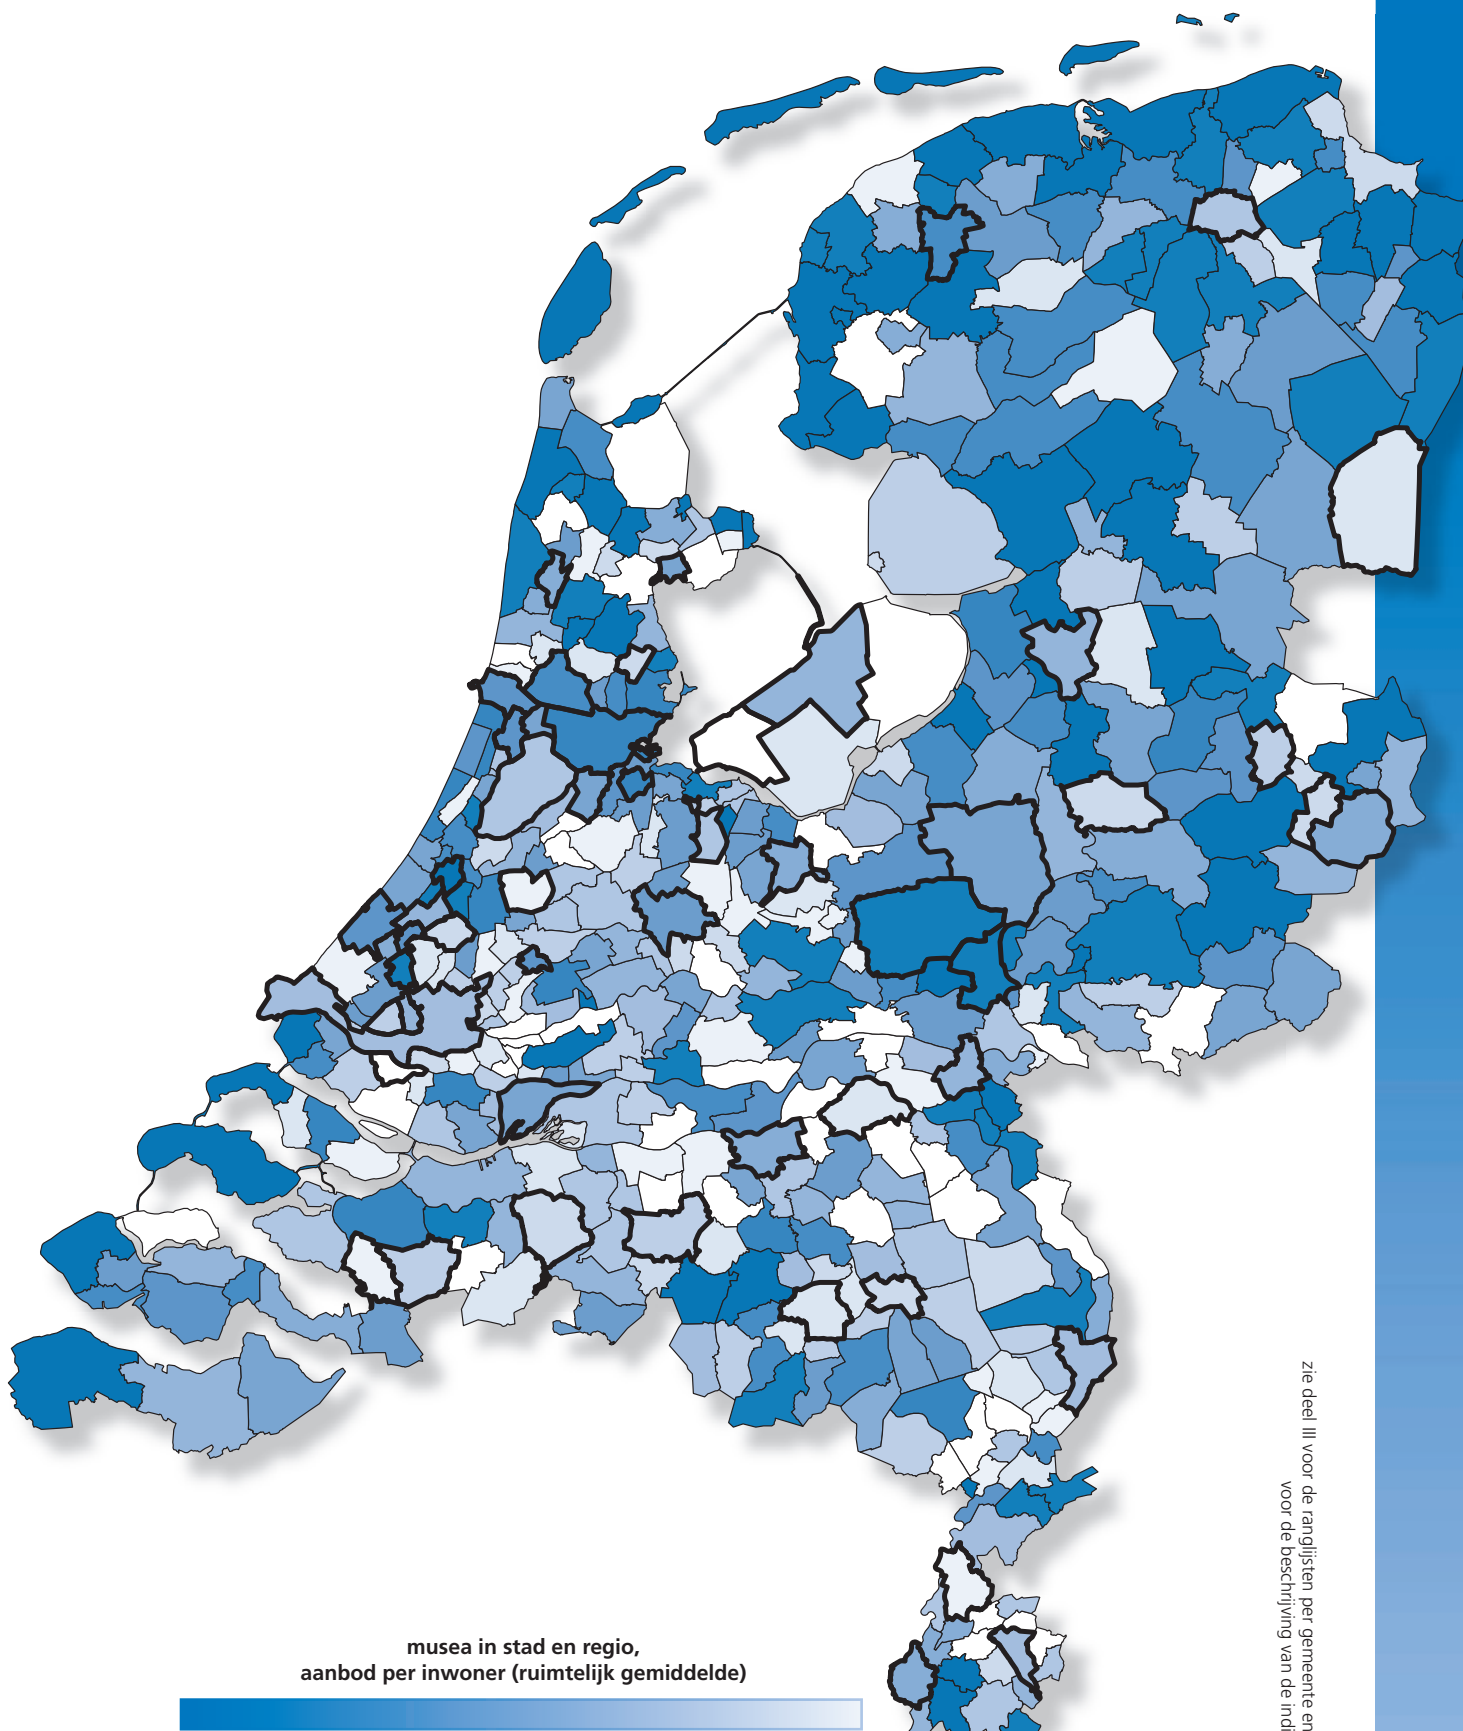 musea in stad en regio,
aanbod per inwoner (ruimtelijk gemiddelde)
zie deel III voor de ranglijsten per gemeente en
voor de beschrijving van de indi